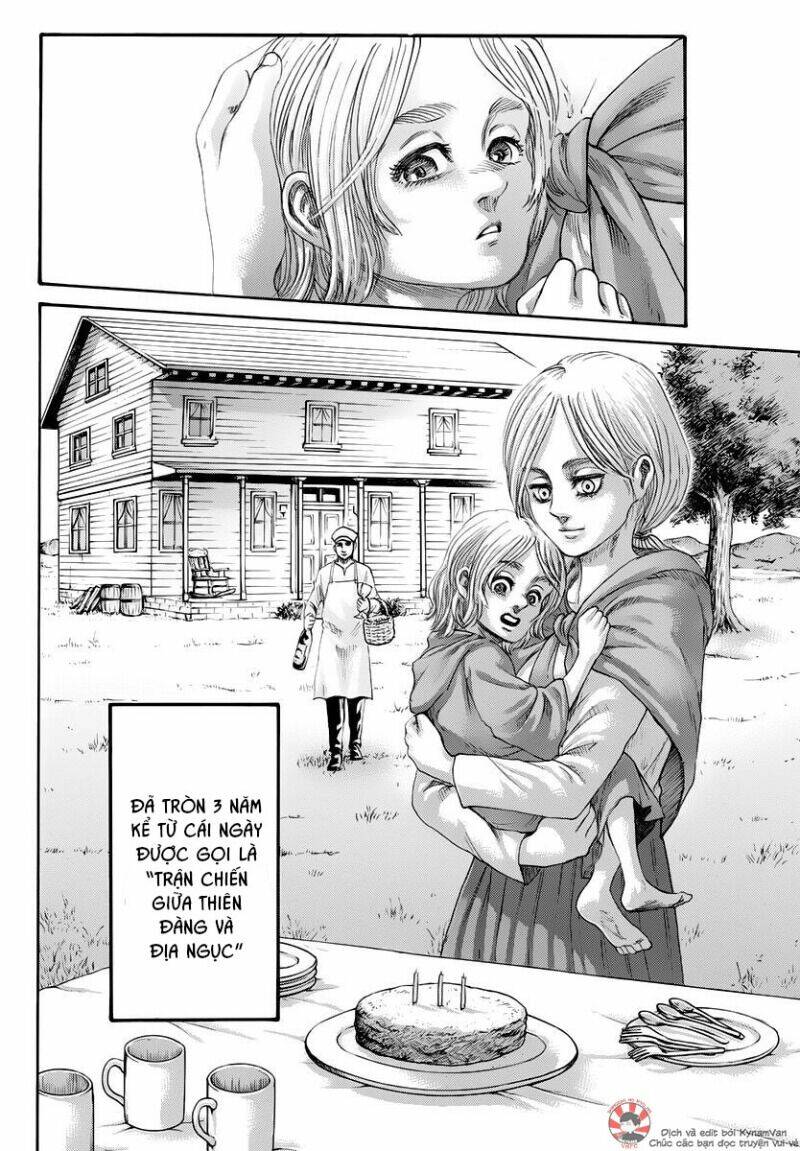 ĐÃ TRÒN 3 NĂM
KỂ TỪ CÁI NGÀY
ĐƯỢC GỌI LÀ
“TRẬN CHIẾN
GIỮA THIÊN
ĐÀNG VÀ
ĐỊA NGỤC”
Dịch và edit bởi KynamVan
Chúc các bạn đọc truyện vui vẻ